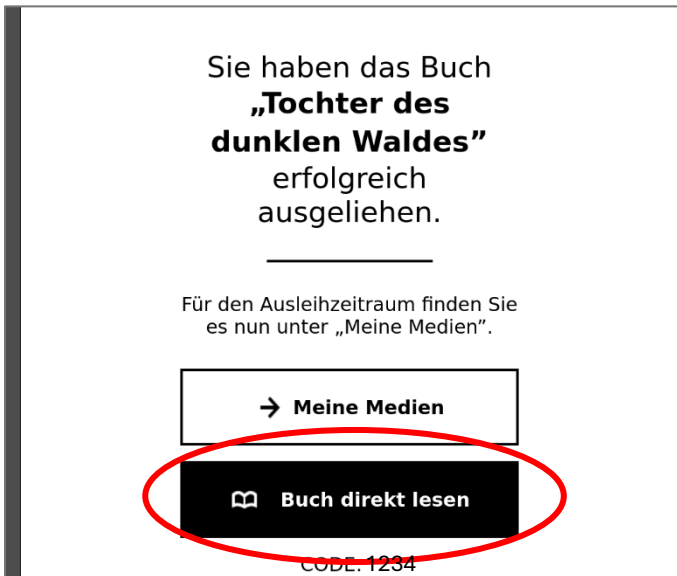 Sie haben das Buch
„Tochter des
dunklen Waldes”
erfolgreich
ausgeliehen.
Für den Ausleihzeitraum finden Sie
es nun unter „Meine Medien”.
→ Meine Medien
Buch direkt lesen
CODE: 1234